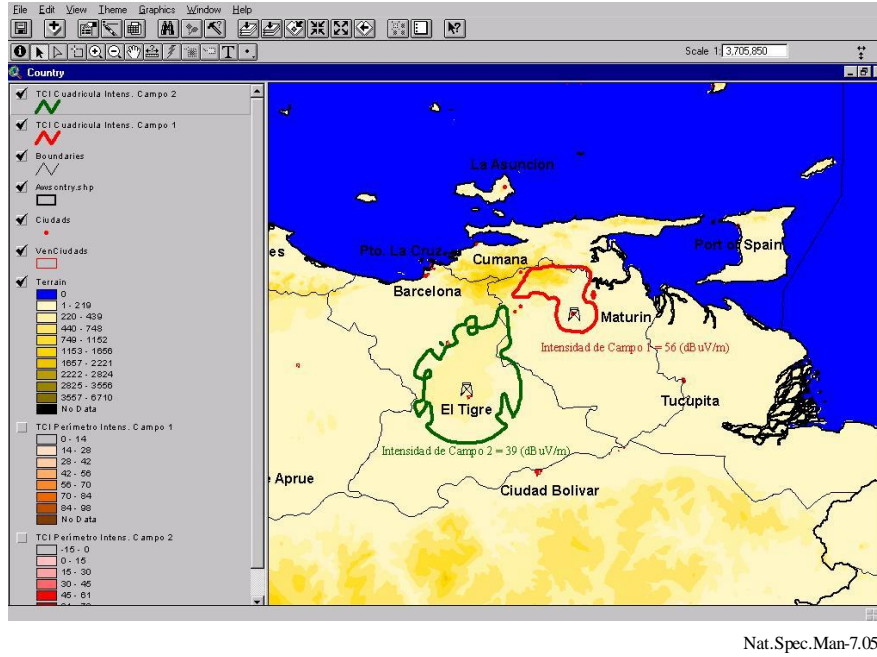 File Edit View Theme Graphics Window Help
Scale 1: 3,705,850
Country
TCI Cuadricula Intens. Campo 2
TCI Cuadricula Intens. Campo 1
Boundaries
Awscntry.shp
Ciudads
VenCiudads
Terrain
0
1 - 219
220 - 439
440 - 748
749 - 1152
1153 - 1656
1657 - 2221
2222 - 2824
2825 - 3556
3557 - 6710
No Data
TCI Perímetro Intens. Campo 1
0 - 14
14 - 28
28 - 42
42 - 56
56 - 70
70 - 84
84 - 98
No Data
TCI Perímetro Intens. Campo 2
-15 - 0
0 - 15
15 - 30
30 - 45
45 - 61
La Asuncion
Port of Spain
es
Pto. La Cruz
Cumana
Barcelona
Maturin
Intensidad de Campo 1 = 56 (dBuV/m)
Tucupita
El Tigre
Intensidad de Campo 2 = 39 (dBuV/m)
Aprue
Ciudad Bolivar
Nat.Spec.Man-7.05